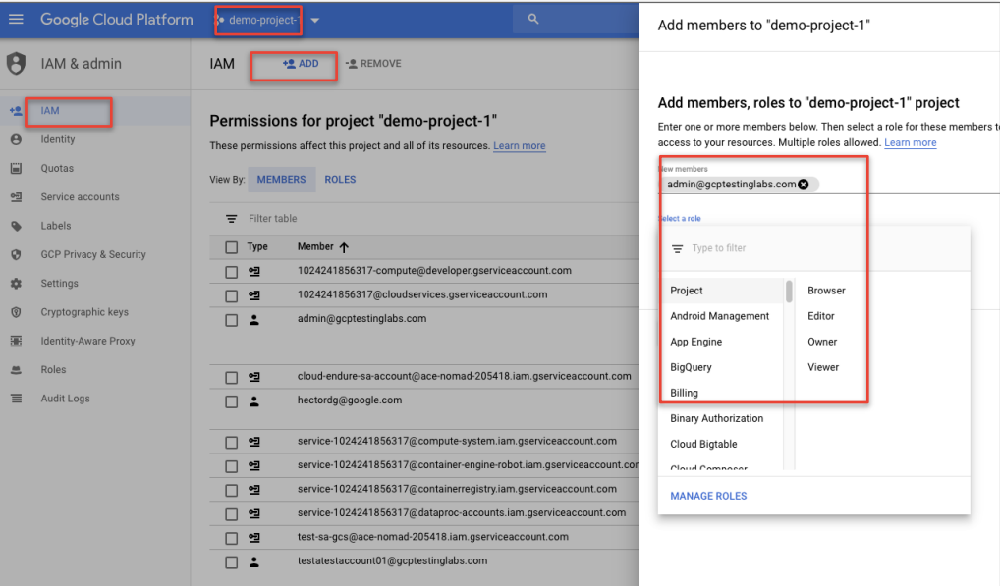 Google Cloud Platform
demo-project-1
IAM & admin
IAM
Identity
Quotas
Service accounts
Labels
GCP Privacy & Security
Settings
Cryptographic keys
Identity-Aware Proxy
Roles
Audit Logs
IAM
ADD
REMOVE
Permissions for project "demo-project-1"
These permissions affect this project and all of its resources. Learn more
View By: MEMBERS ROLES
Filter table
Type Member
1024241856317-compute@developer.gserviceaccount.com
1024241856317@cloudservices.gserviceaccount.com
admin@gcptestinglabs.com
cloud-endure-sa-account@ace-nomad-205418.iam.gserviceaccount.com
hectordg@google.com
service-1024241856317@compute-system.iam.gserviceaccount.com
service-1024241856317@container-engine-robot.iam.gserviceaccount.con
service-1024241856317@containerregistry.iam.gserviceaccount.com
service-1024241856317@dataproc-accounts.iam.gserviceaccount.com
test-sa-gcs@ace-nomad-205418.iam.gserviceaccount.com
testatestaccount01@gcptestinglabs.com
Add members to "demo-project-1"
Add members, roles to "demo-project-1" project
Enter one or more members below. Then select a role for these members to
access to your resources. Multiple roles allowed. Learn more
New members
admin@gcptestinglabs.com
Select a role
Type to filter
Project
Android Management
App Engine
BigQuery
Billing
Binary Authorization
Cloud Bigtable
Cloud Composer
Browser
Editor
Owner
Viewer
MANAGE ROLES